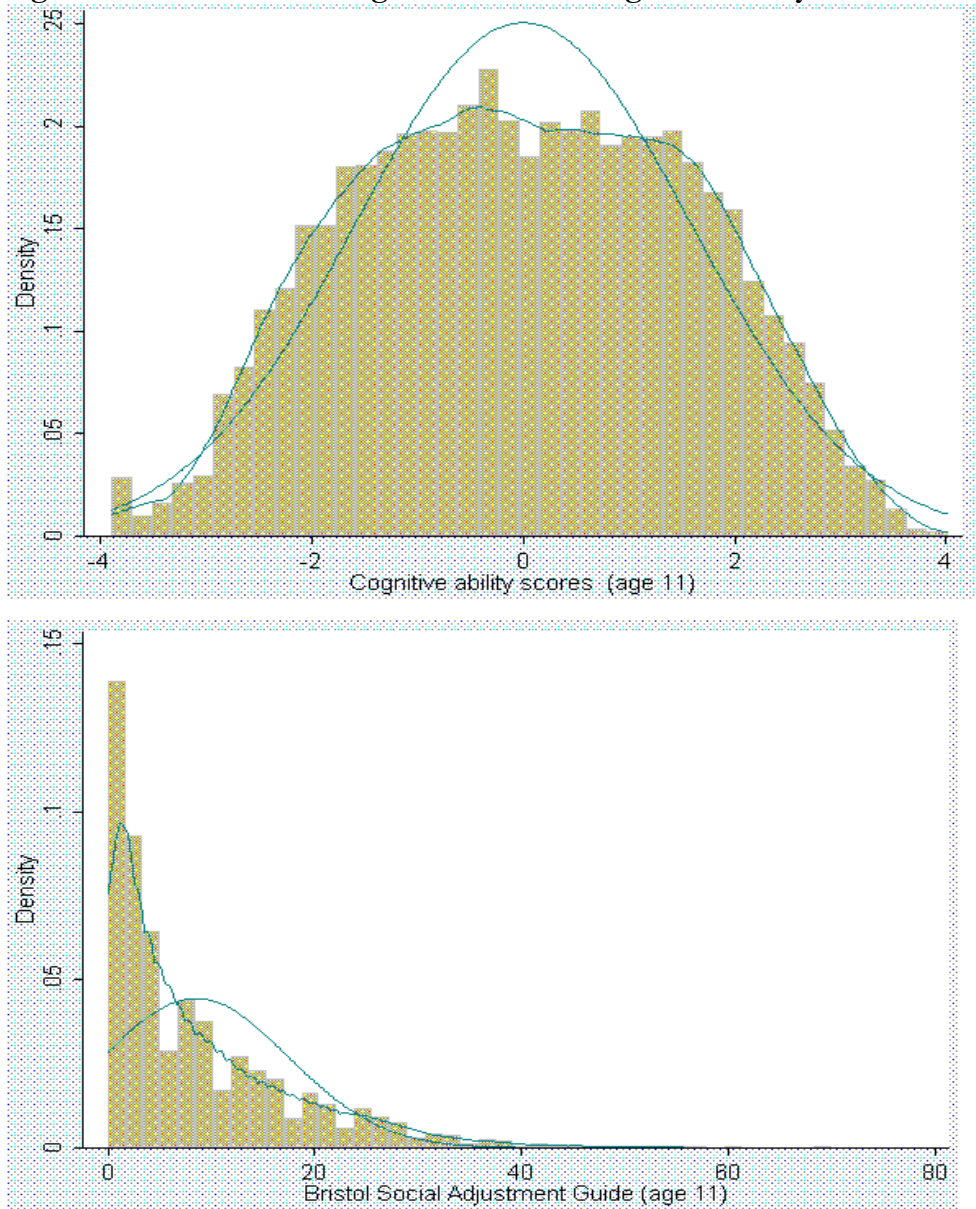 .25
.2
.15
.1
.05
0
Density
-4 -2 0 2 4
Cognitive ability scores (age 11)
.15
.1
.05
0
Density
0 20 40 60 80
Bristol Social Adjustment Guide (age 11)